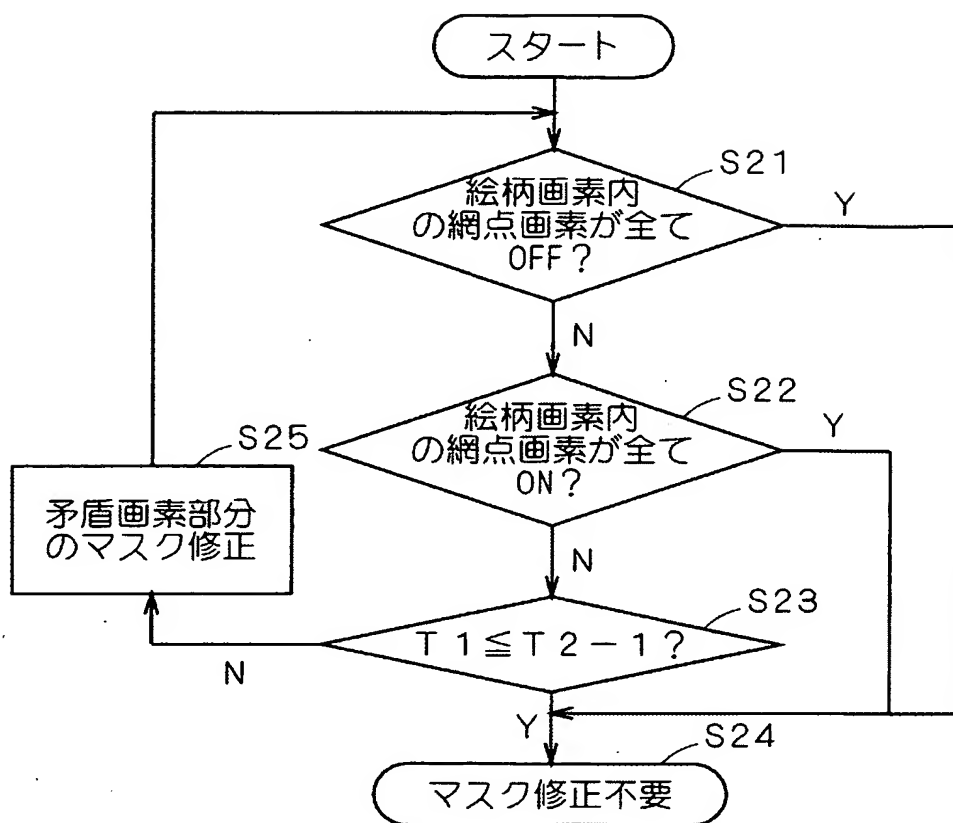 スタート
S21
絵柄画素内
の網点画素が全て
OFF?
Y
N
S22
絵柄画素内
の網点画素が全て
ON?
Y
S25
矛盾画素部分
のマスク修正
N
S23
T1≦T2−1?
N
Y
S24
マスク修正不要